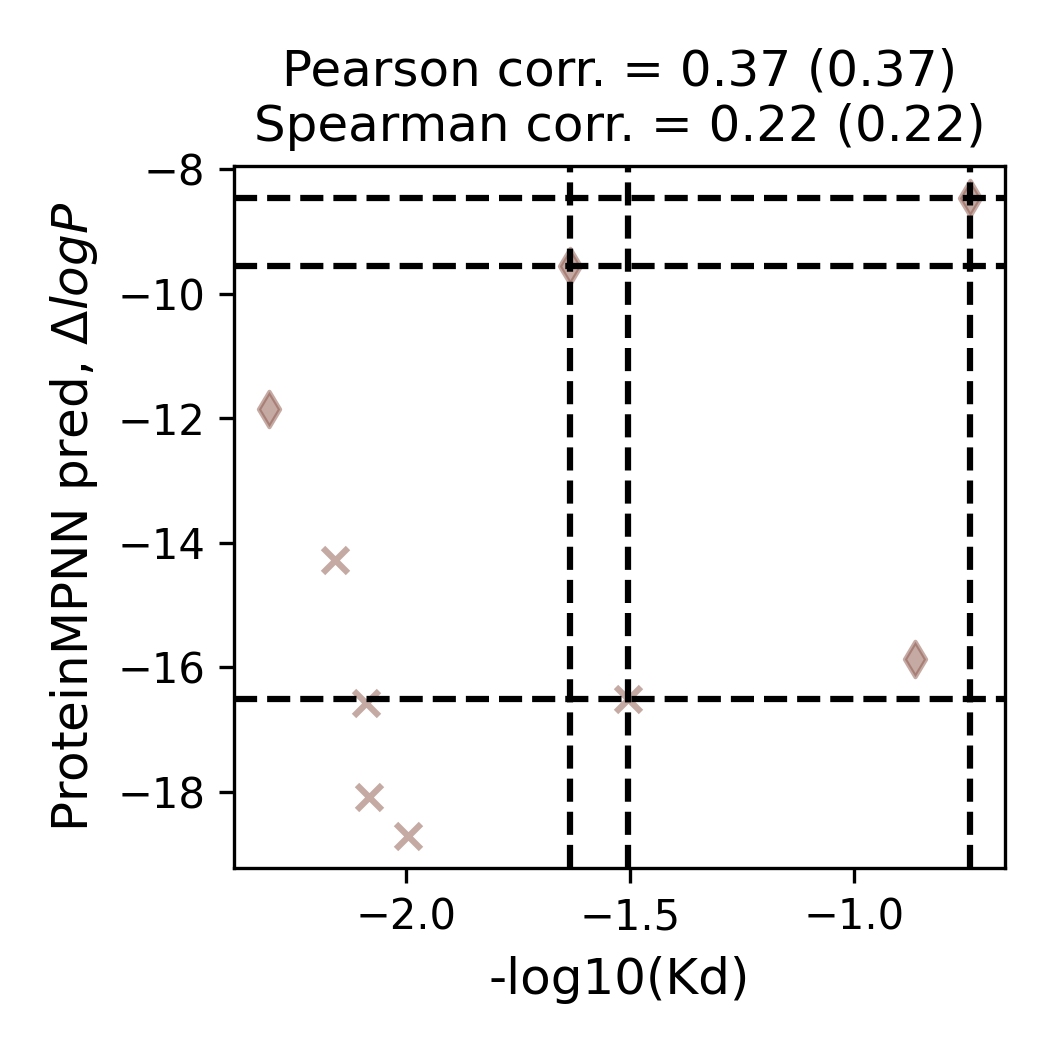 Pearson corr. = 0.37 (0.37)
Spearman corr. = 0.22 (0.22)
ProteinMPNN pred, ΔlogP
−8
−10
−12
−14
−16
−18
−2.0
−1.5
−1.0
-log10(Kd)